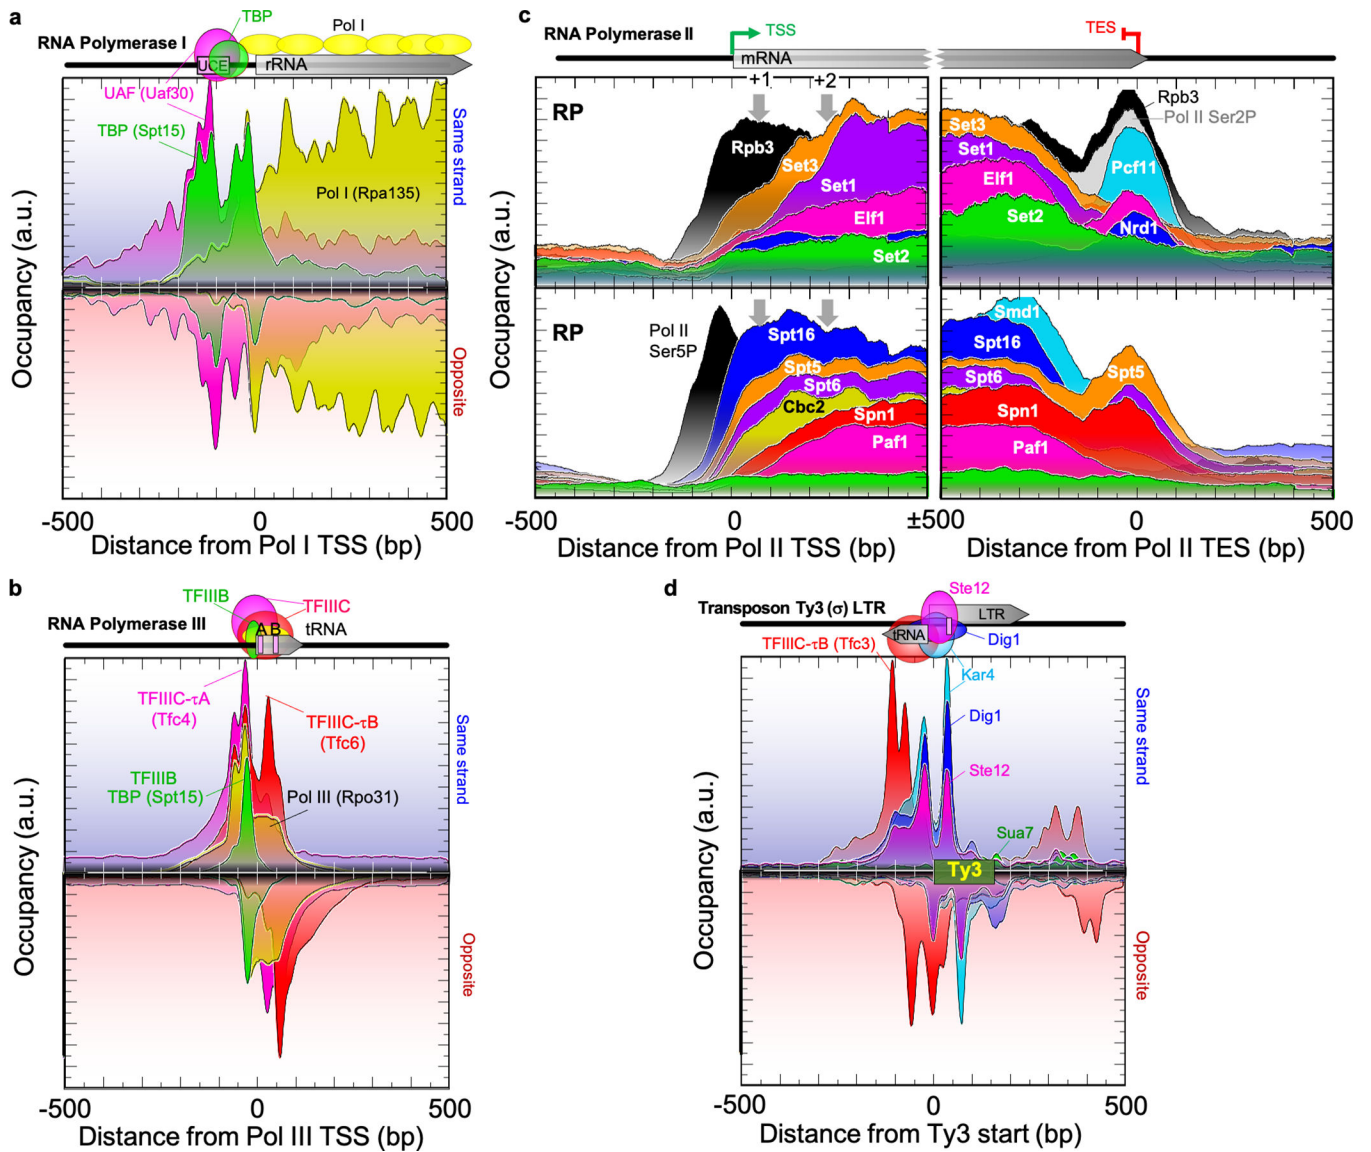 a
TBP
Pol I
RNA Polymerase I
UCE
rRNA
UAF (Uaf30)
TBP (Spt15)
Pol I (Rpa135)
Same strand
Opposite
Occupancy (a.u.)
-500
0
500
Distance from Pol I TSS (bp)
c
RNA Polymerase II
TSS
TES
mRNA
+1
+2
RP
Rpb3
Set3
Set1
Elf1
Set2
Set3
Set1
Elf1
Set2
Rpb3
Pol II Ser2P
Pcf11
Nrd1
Occupancy (a.u.)
RP
Pol II
Ser5P
Spt16
Spt5
Spt6
Cbc2
Spn1
Paf1
Smd1
Spt16
Spt5
Spt6
Spn1
Paf1
-500
0
±500
0
500
Distance from Pol II TSS (bp)
Distance from Pol II TES (bp)
b
TFIIIB
TFIIIC
RNA Polymerase III
A B
tRNA
TFIIIC-τA
(Tfc4)
TFIIIC-τB
(Tfc6)
TFIIIB
TBP (Spt15)
Pol III (Rpo31)
Same strand
Opposite
Occupancy (a.u.)
-500
0
500
Distance from Pol III TSS (bp)
d
Ste12
Transposon Ty3 (σ) LTR
LTR
tRNA
TFIIIC-τB (Tfc3)
Dig1
Kar4
Dig1
Ste12
Sua7
Ty3
Same strand
Opposite
Occupancy (a.u.)
-500
0
500
Distance from Ty3 start (bp)